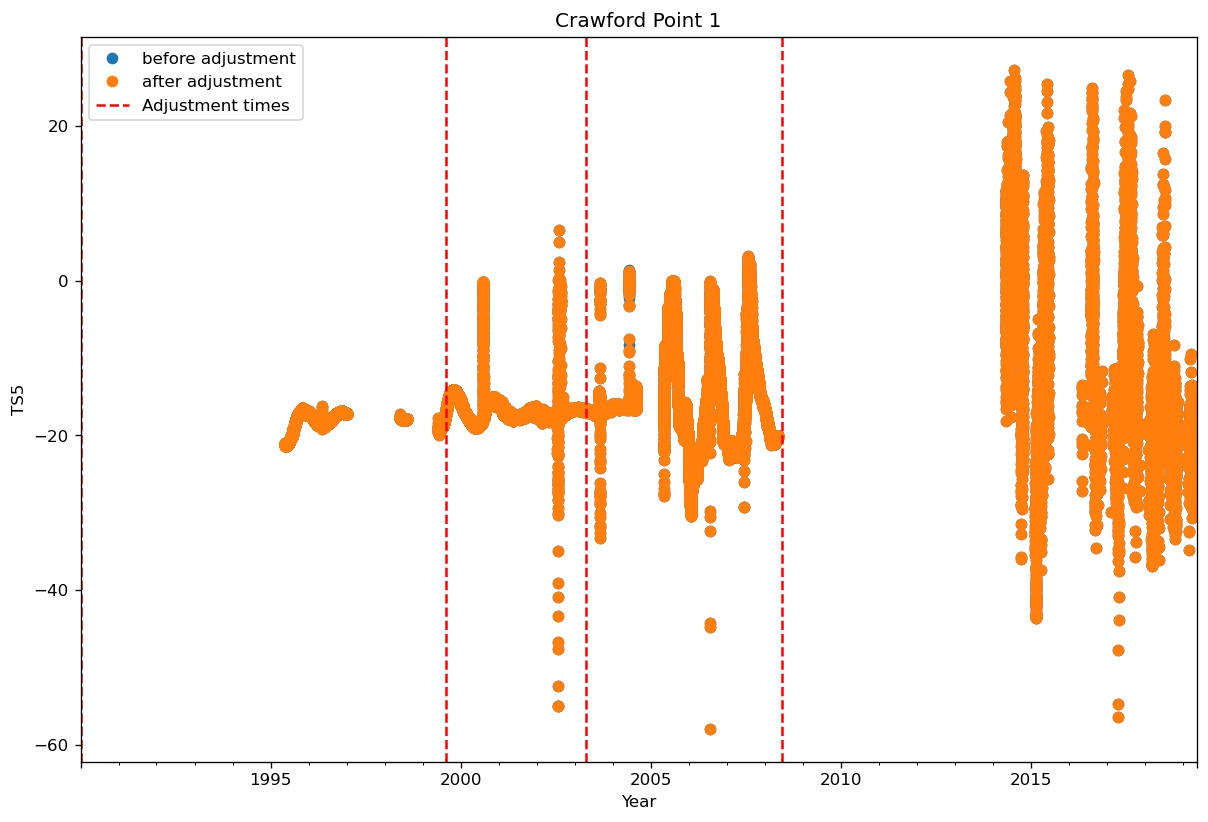 Crawford Point 1
before adjustment
after adjustment
Adjustment times
TS5
20
0
−20
−40
−60
1995
2000
2005
2010
2015
Year